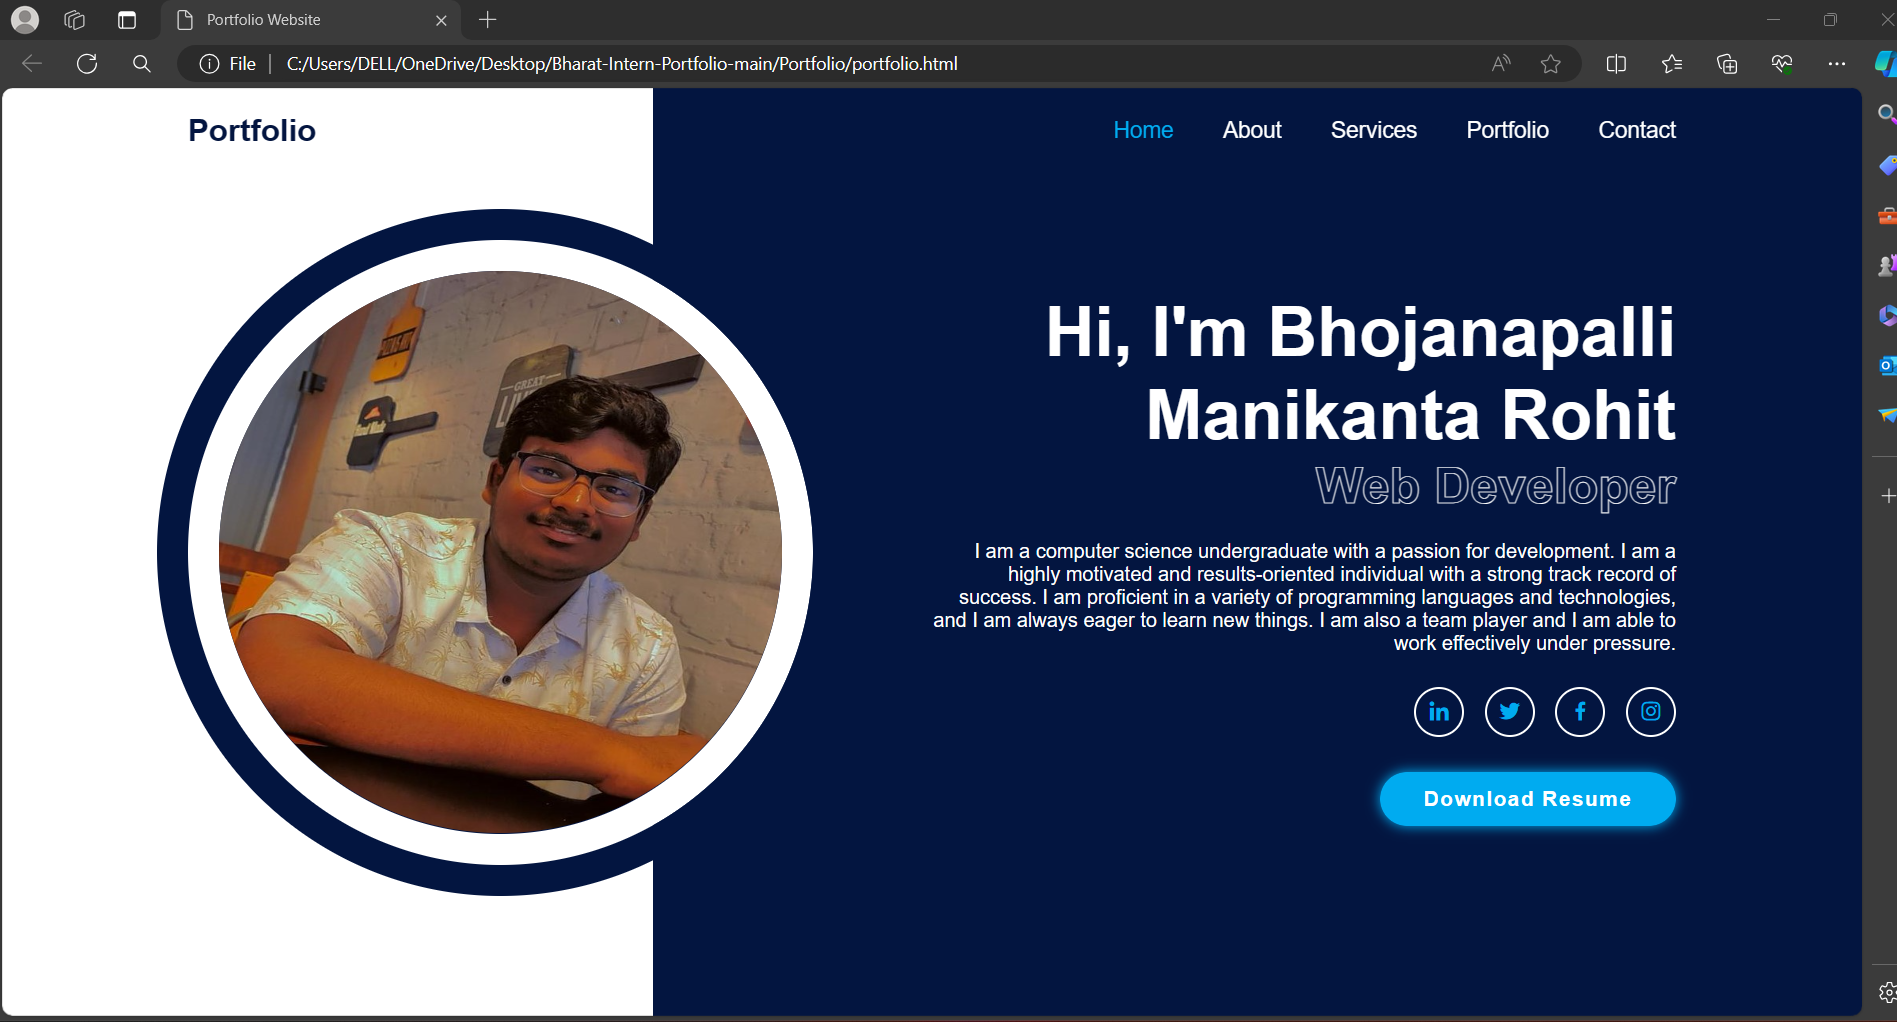 Portfolio Website
File
C:/Users/DELL/OneDrive/Desktop/Bharat-Intern-Portfolio-main/Portfolio/portfolio.html
Portfolio
Home About Services Portfolio Contact
GREAT
Hi, I'm Bhojanapalli
Manikanta Rohit
Web Developer
I am a computer science undergraduate with a passion for development. I am a
highly motivated and results-oriented individual with a strong track record of
success. I am proficient in a variety of programming languages and technologies,
and I am always eager to learn new things. I am also a team player and I am able to
work effectively under pressure.
Download Resume